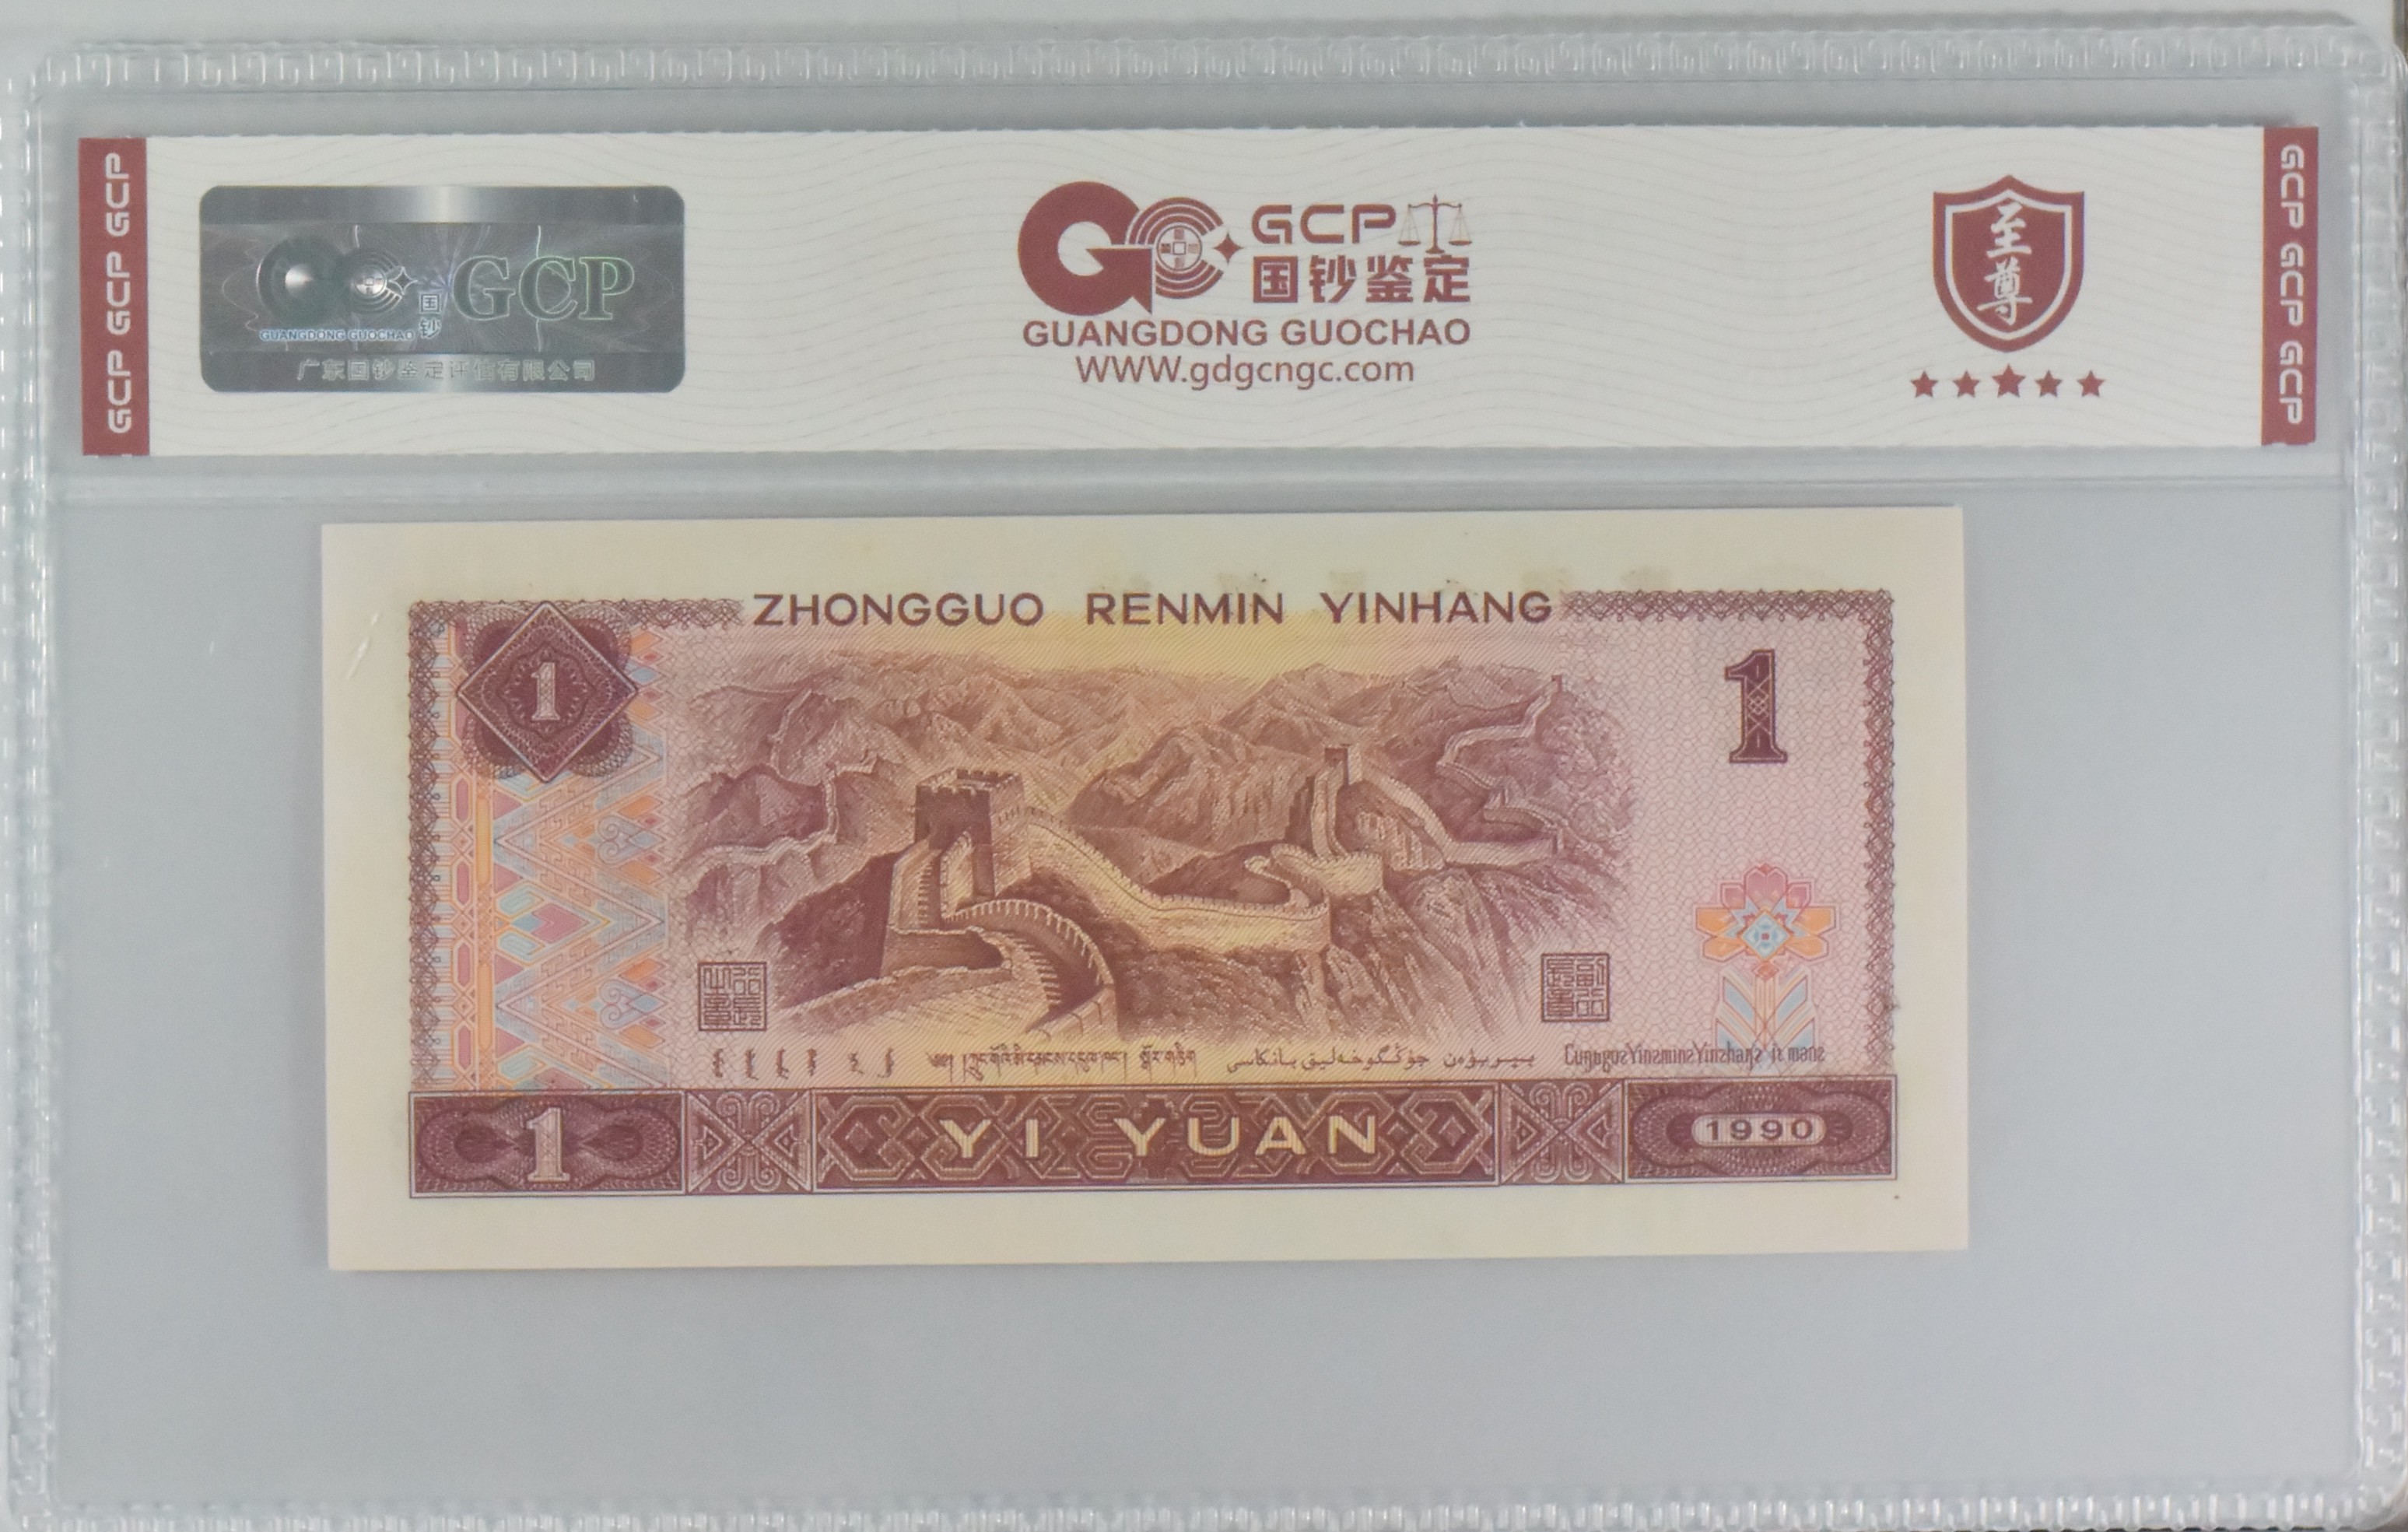 GCP GCP GCP
国钞
GCP
GUANGDONG GUOCHAO
广东国钞鉴定评估有限公司
GCP
国钞鉴定
GUANGDONG GUOCHAO
WWW.gdgcngc.com
至尊
GCP GCP GCP
ZHONGGUO RENMIN YINHANG
1
1
1
YI YUAN
1990